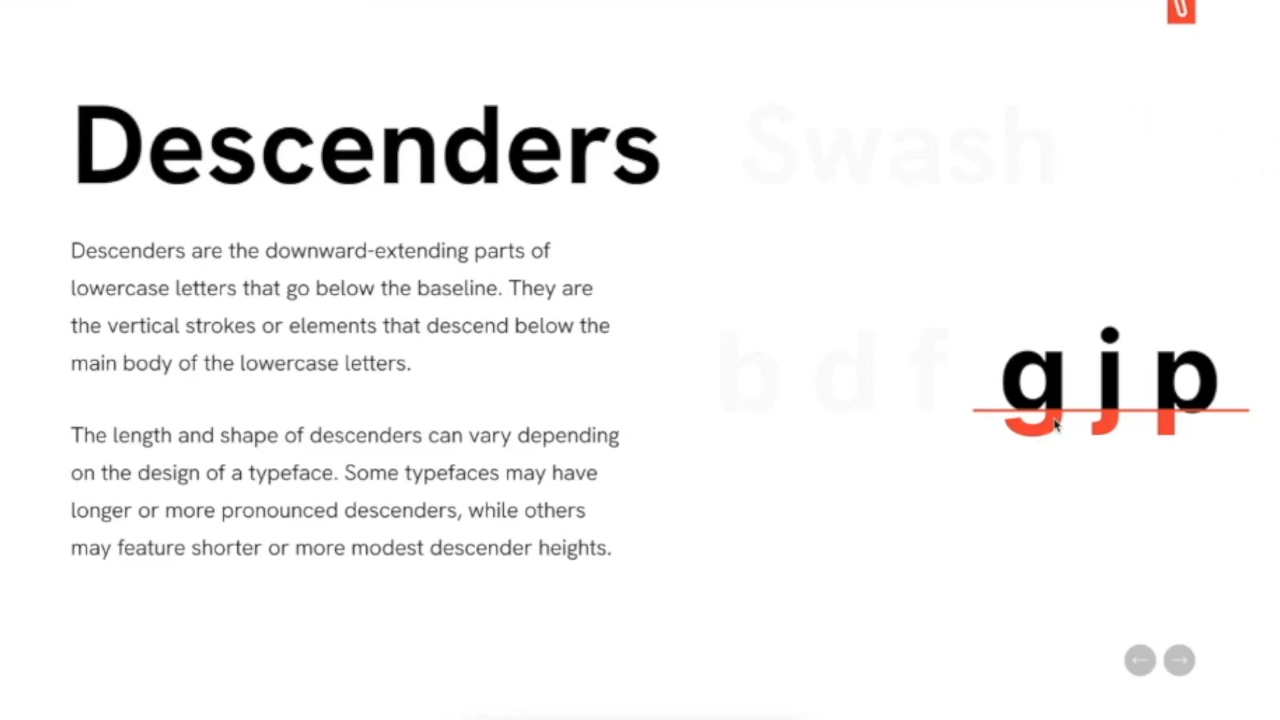 Descenders
Swash
Descenders are the downward-extending parts of
lowercase letters that go below the baseline. They are
the vertical strokes or elements that descend below the
main body of the lowercase letters.
b d f
g j p
The length and shape of descenders can vary depending
on the design of a typeface. Some typefaces may have
longer or more pronounced descenders, while others
may feature shorter or more modest descender heights.